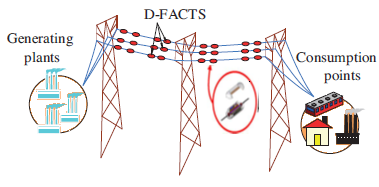 D-FACTS
Generating
plants
Consumption
points